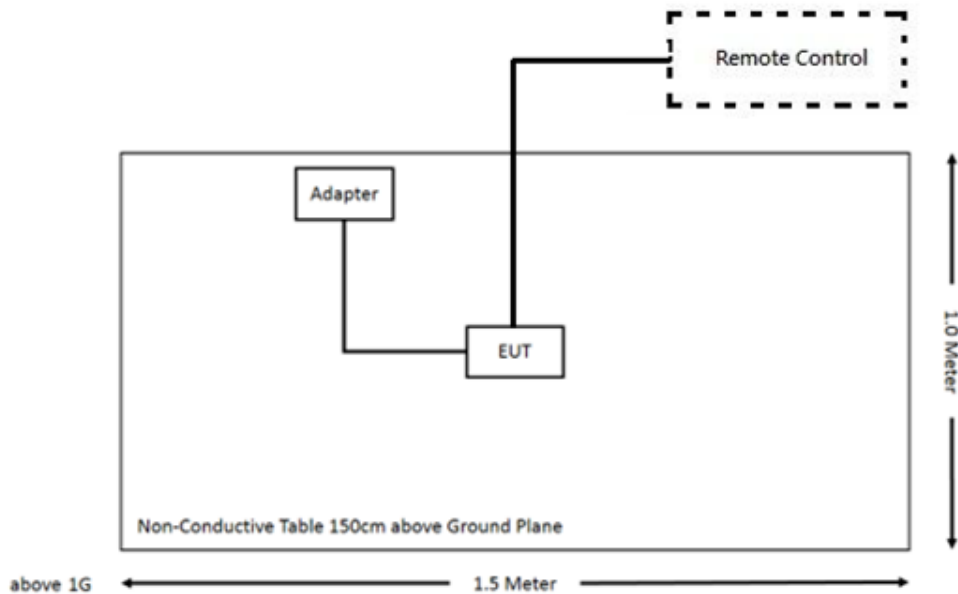 Remote Control
Adapter
EUT
1.0 Meter
Non-Conductive Table 150cm above Ground Plane
above 1G
1.5 Meter